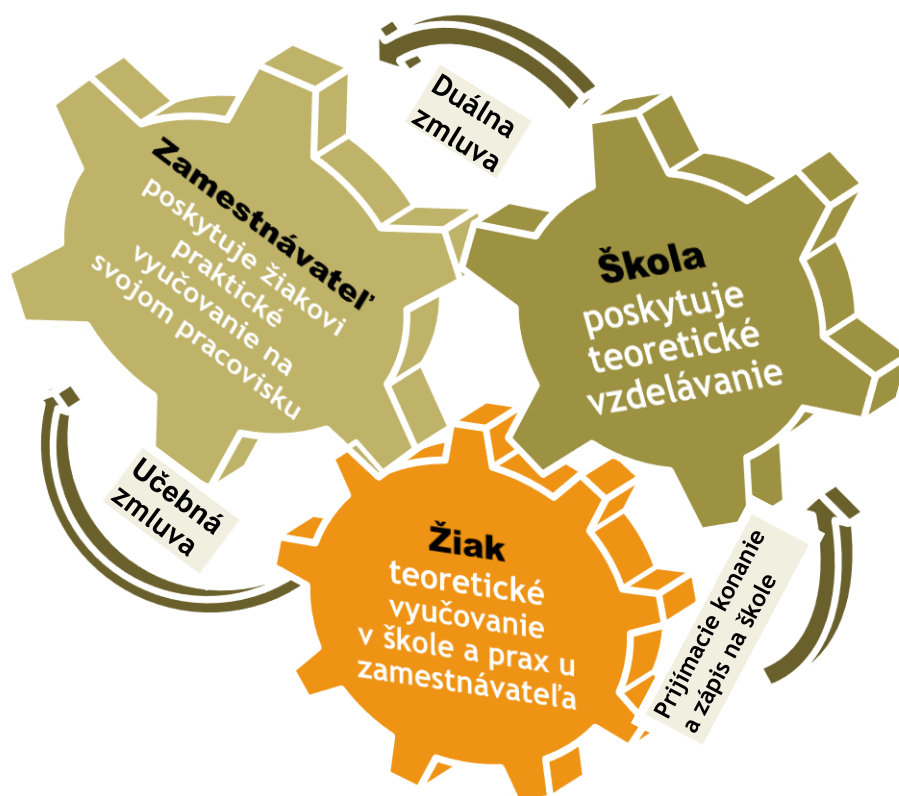 Duálna
zmluva
Zamestnávateľ
poskytuje žiakovi
praktické
vyučovanie na
svojom pracovisku
Škola
poskytuje
teoretické
vzdelávanie
Učebná
zmluva
Žiak
teoretické
vyučovanie
v škole a prax u
zamestnávateľa
Prijímacie konanie
a zápis na škole